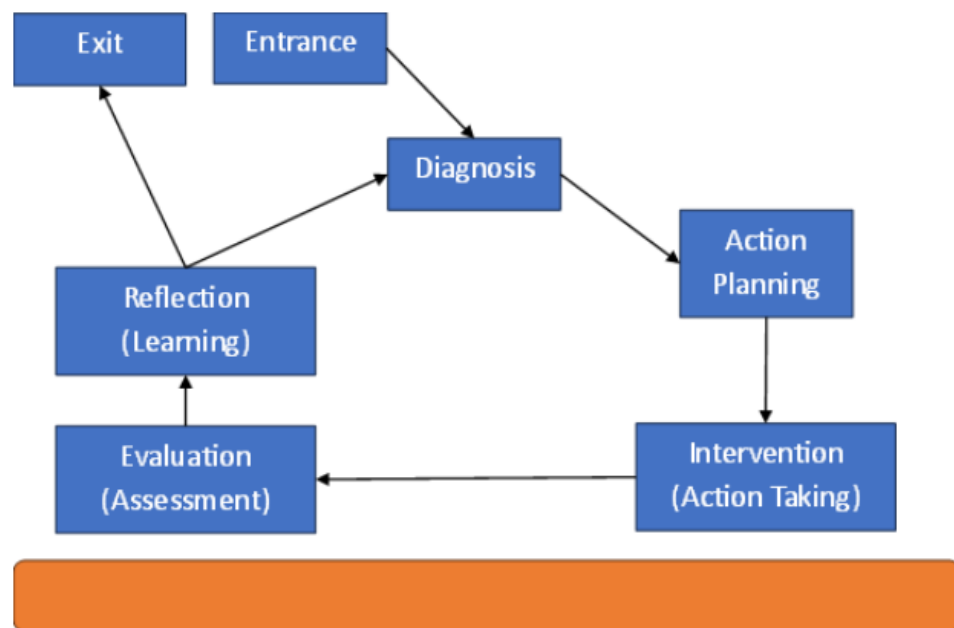 Exit
Entrance
Diagnosis
Action
Planning
Reflection
(Learning)
Evaluation
(Assessment)
Intervention
(Action Taking)